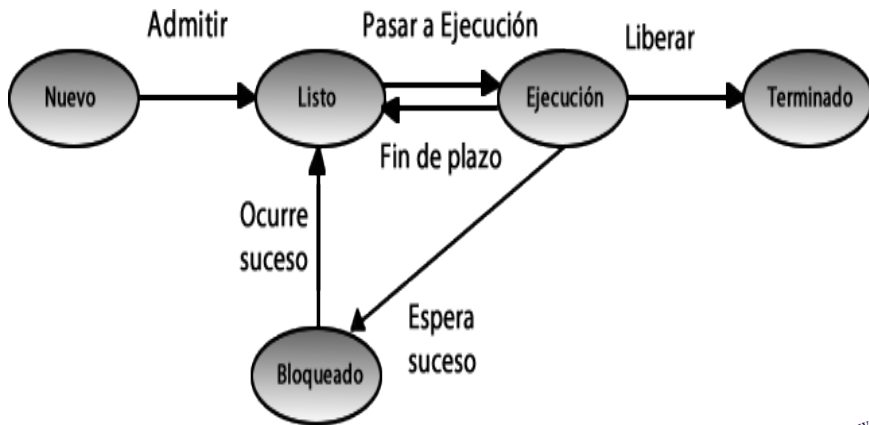 Admitir
Pasar a Ejecución
Liberar
Nuevo
Listo
Ejecución
Terminado
Fin de plazo
Ocurre
suceso
Espera
suceso
Bloqueado